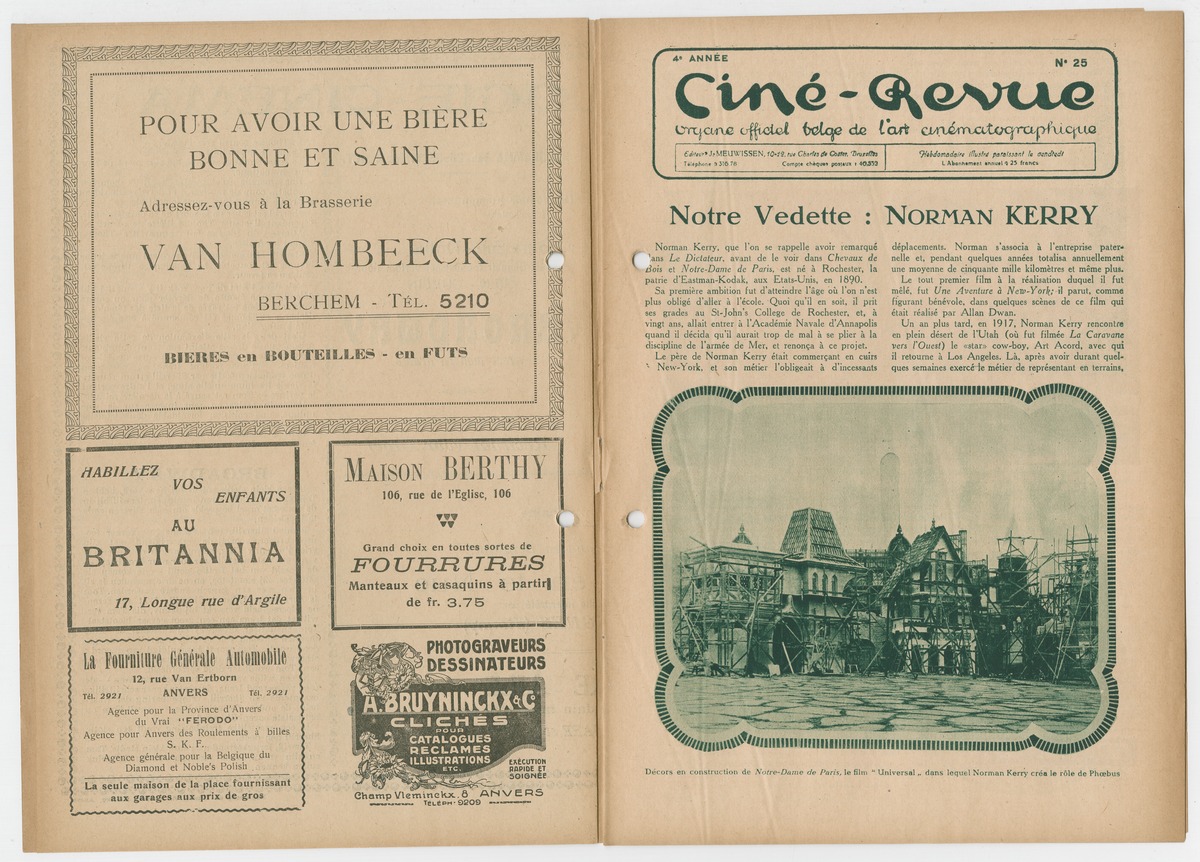 POUR AVOIR UNE BIÈRE
BONNE ET SAINE
Adressez-vous à la Brasserie
VAN HOMBEECK
BERCHEM - TÉL. 5210
BIERES en BOUTEILLES - en FUTS
HABILLEZ
VOS
ENFANTS
AU
BRITANNIA
17, Longue rue d'Argile
MAISON BERTHY
106, rue de l'Eglise, 106
Grand choix en toutes sortes de
FOURRURES
Manteaux et casaquins à partir
de fr. 3.75
La Fourniture Générale Automobile
12, rue Van Ertborn
Tél. 2921 ANVERS Tél. 2921
Agence pour la Province d'Anvers
du Vrai "FERODO"
Agence pour Anvers des Roulements à billes
S. K. F.
Agence générale pour la Belgique du
Diamond et Noble's Polish
La seule maison de la place fournissant
aux garages aux prix de gros
PHOTOGRAVEURS
DESSINATEURS
A. BRUYNINCKX & Cº
CLICHÉS
POUR
CATALOGUES
RECLAMES
ILLUSTRATIONS
ETC.
EXÉCUTION
RAPIDE ET
SOIGNÉE
Champ Vleminckx. 8 ANVERS
TELÉPH· 9209
4e ANNÉE
N° 25
Ciné-Revue
organe officiel belge de l'art cinématographique
Editeur : J. MEUWISSEN, 10-12, rue Charles de Coster, Bruxelles
Téléphone : 316.78 Compte chèques postaux :
Hebdomadaire illustré paraissant le vendredi
L'Abonnement annuel : 25 francs
Notre Vedette : NORMAN KERRY
Norman Kerry, que l'on se rappelle avoir remarqué
dans Le Dictateur, avant de le voir dans Chevaux de
Bois et Notre-Dame de Paris, est né à Rochester, la
patrie d'Eastman-Kodak, aux Etats-Unis, en 1890.
Sa première ambition fut d'atteindre l'âge où l'on n'est
plus obligé d'aller à l'école. Quoi qu'il en soit, il prit
ses grades au St-John's College de Rochester, et, à
vingt ans, allait entrer à l'Académie Navale d'Annapolis
quand il décida qu'il aurait trop de mal à se plier à la
discipline de l'armée de Mer, et renonça à ce projet.
Le père de Norman Kerry était commerçant en cuirs
à New-York, et son métier l'obligeait à d'incessants
déplacements. Norman s'associa à l'entreprise pater-
nelle et, pendant quelques années totalisa annuellement
une moyenne de cinquante mille kilomètres et même plus.
Le tout premier film à la réalisation duquel il fut
mêlé, fut Une Aventure à New-York; il parut, comme
figurant bénévole, dans quelques scènes de ce film qui
était réalisé par Allan Dwan.
Un an plus tard, en 1917, Norman Kerry rencontre
en plein désert de l'Utah (où fut filmée La Caravane
vers l'Ouest) le «star» cow-boy, Art Acord, avec qui
il retourne à Los Angeles. Là, après avoir durant quel-
ques semaines exercé le métier de représentant en terrains,
Décors en construction de Notre-Dame de Paris, le film " Universal „ dans lequel Norman Kerry créa le rôle de Phœbus